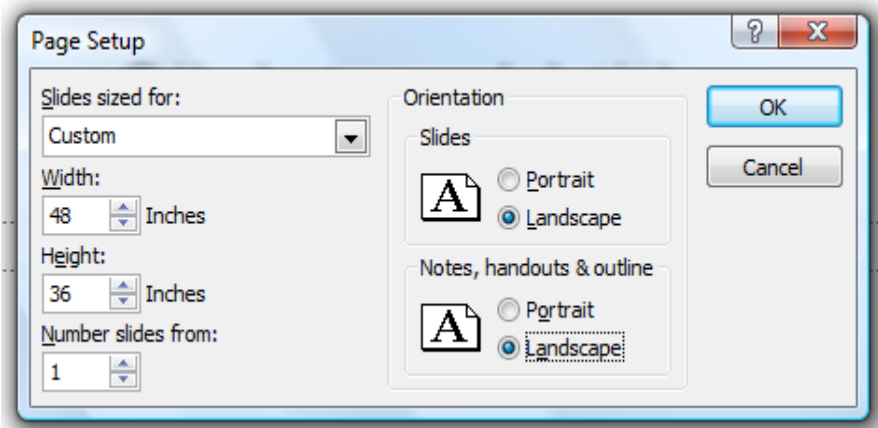 Page Setup
Slides sized for:
Custom
Width:
48 Inches
Height:
36 Inches
Number slides from:
1
Orientation
Slides
A
Portrait
Landscape
Notes, handouts & outline
A
Portrait
Landscape
OK
Cancel